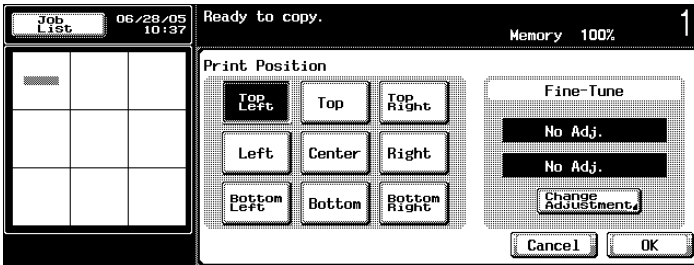 Job
List
06/28/05
10:37
Ready to copy.
1
Memory 100%
Print Position
Top
Left
Top
Top
Right
Left
Center
Right
Bottom
Left
Bottom
Bottom
Right
Fine-Tune
No Adj.
No Adj.
Change
Adjustment
Cancel
OK